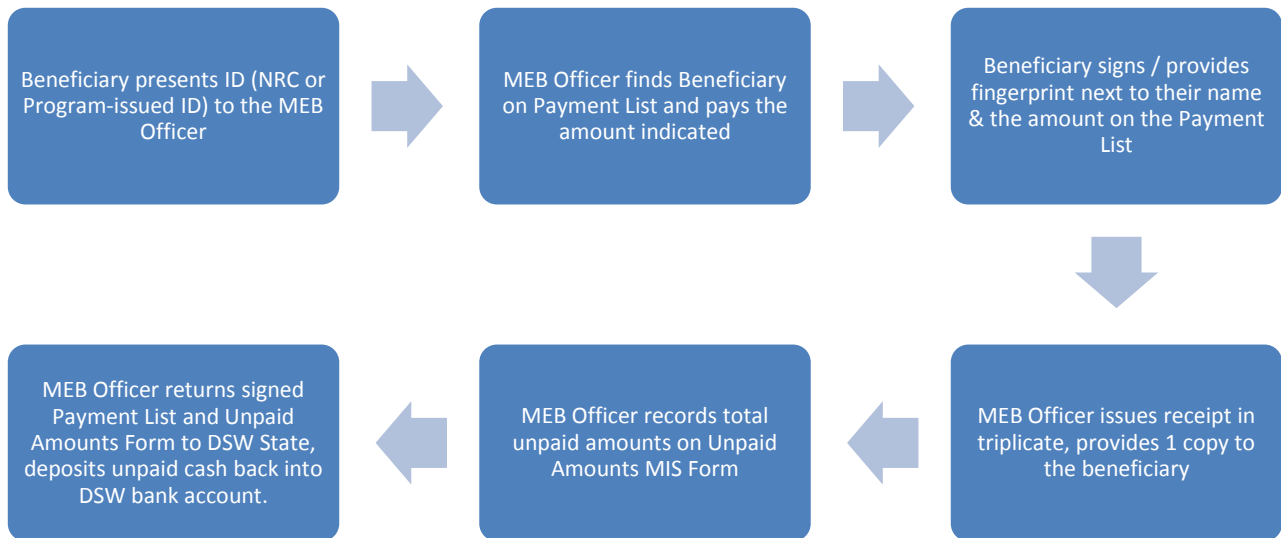 Beneficiary presents ID (NRC or
Program-issued ID) to the MEB
Officer
MEB Officer finds Beneficiary
on Payment List and pays the
amount indicated
Beneficiary signs / provides
fingerprint next to their name
& the amount on the Payment
List
MEB Officer issues receipt in
triplicate, provides 1 copy to
the beneficiary
MEB Officer records total
unpaid amounts on Unpaid
Amounts MIS Form
MEB Officer returns signed
Payment List and Unpaid
Amounts Form to DSW State,
deposits unpaid cash back into
DSW bank account.